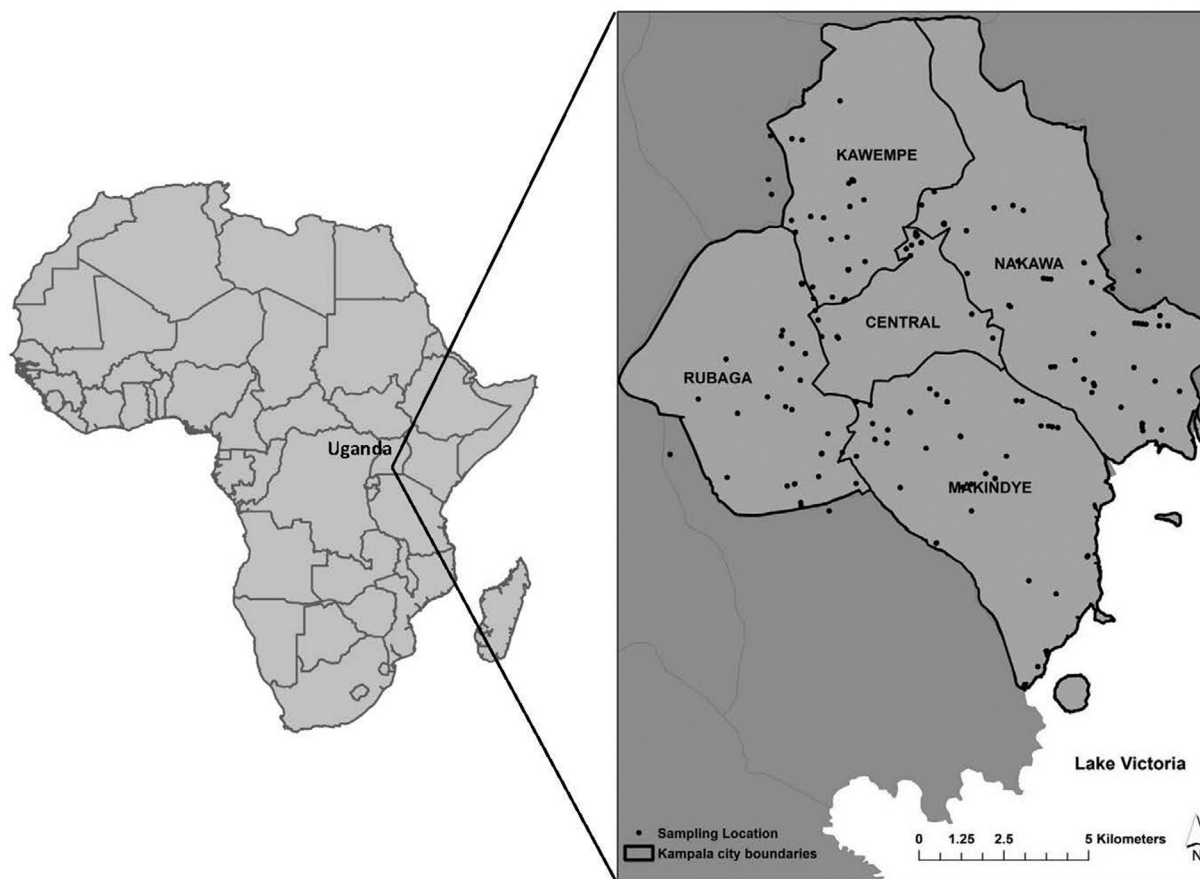 Uganda
KAWEMPE
NAKAWA
CENTRAL
RUBAGA
MAKINDYE
Lake Victoria
Sampling Location
Kampala city boundaries
0 1.25 2.5 5 Kilometers
N